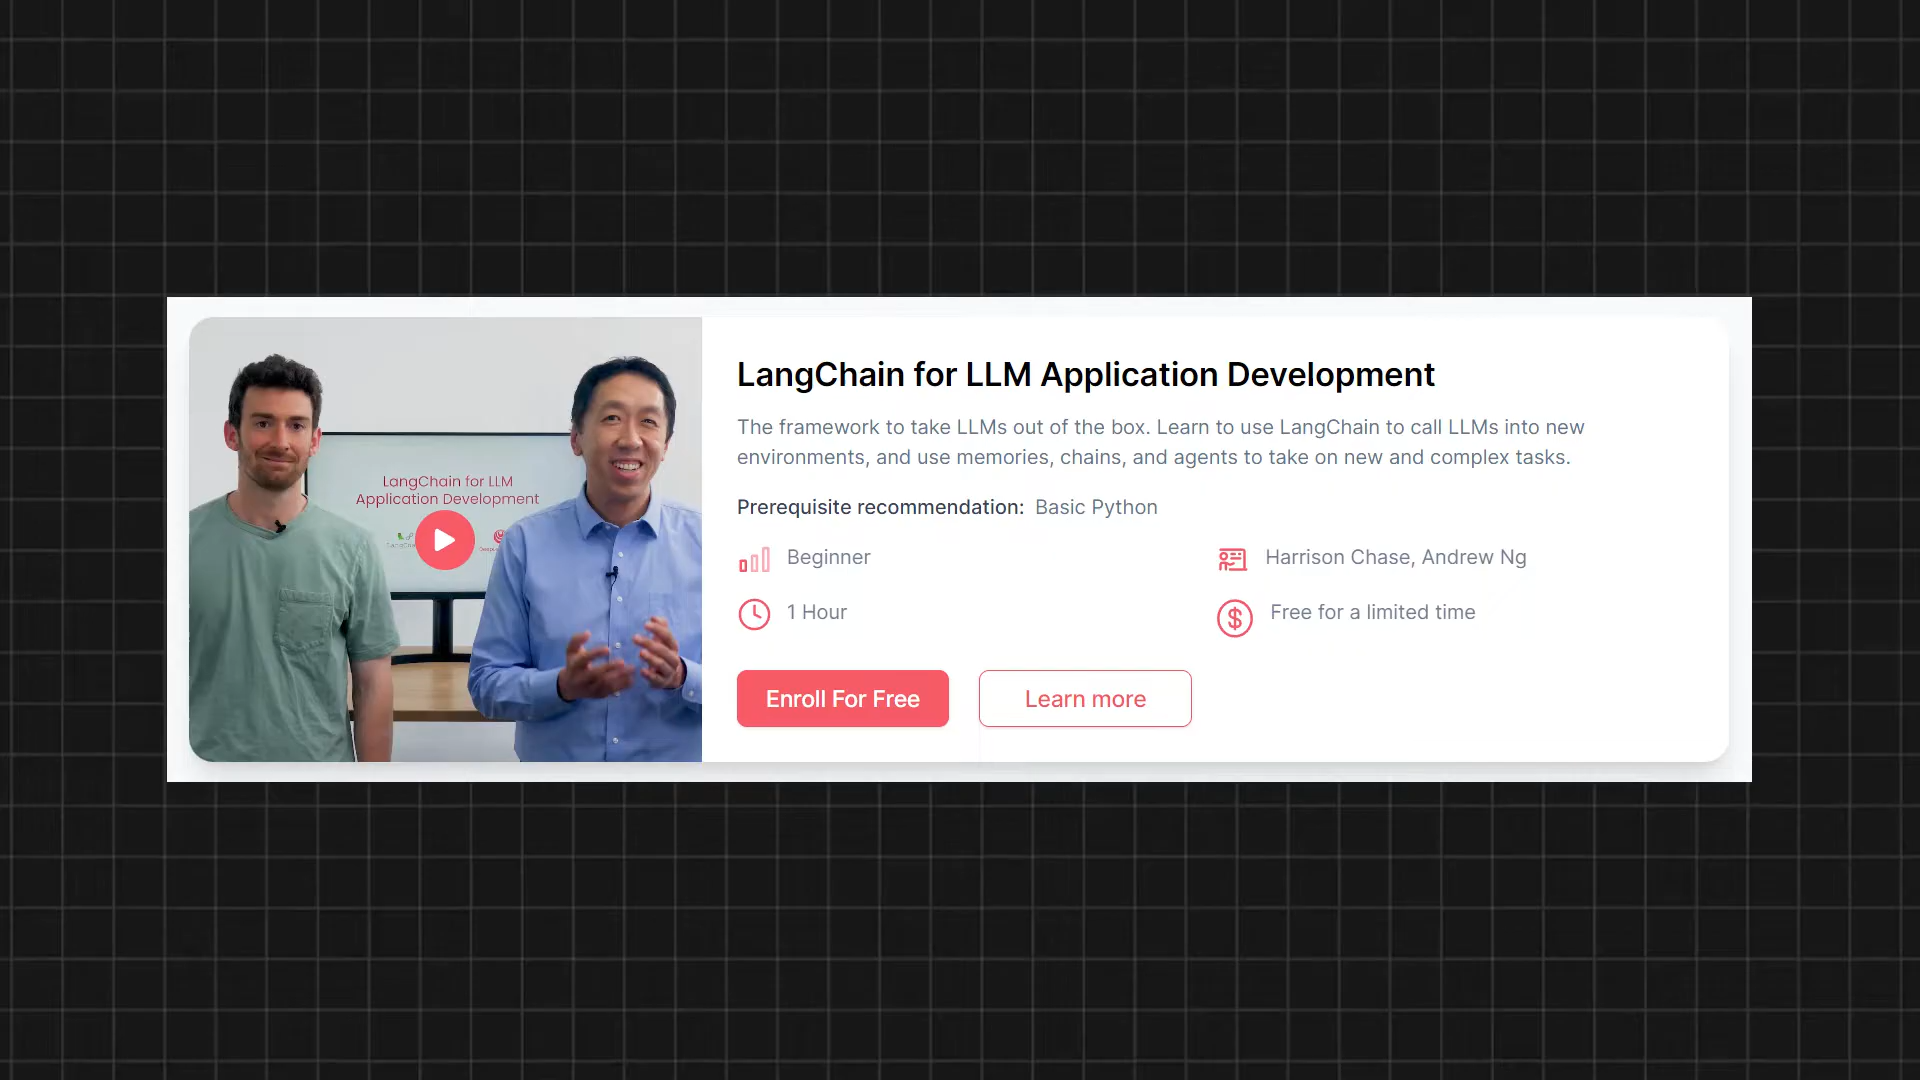 LangChain for LLM
Application Development
LangChain for LLM Application Development
The framework to take LLMs out of the box. Learn to use LangChain to call LLMs into new
environments, and use memories, chains, and agents to take on new and complex tasks.
Prerequisite recommendation: Basic Python
Beginner
Harrison Chase, Andrew Ng
1 Hour
Free for a limited time
Enroll For Free
Learn more